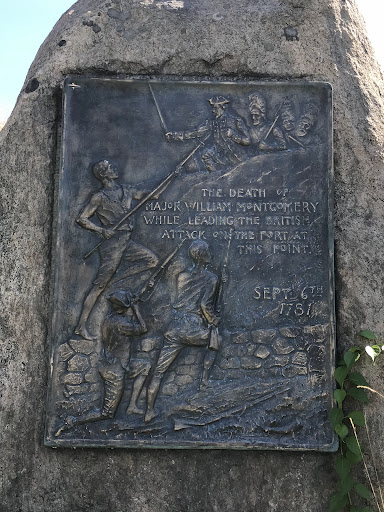 THE DEATH OF
MAJOR WILLIAM MONTGOMERY
WHILE LEADING THE BRITISH
ATTACK ON THE FORT AT
THIS POINT
SEPT 6TH
1781